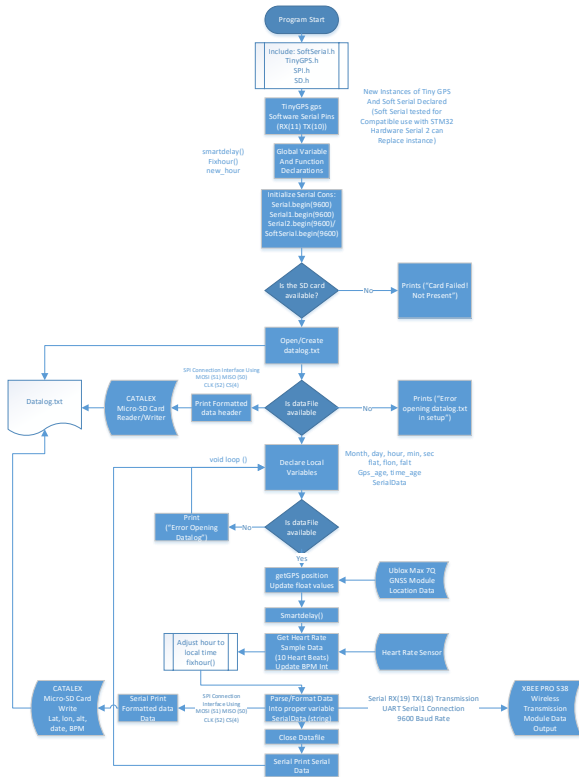 Program Start
Include: SoftSerial.h
TinyGPS.h
SPI.h
SD.h
TinyGPS gps
Software Serial Pins
(RX(11) TX(10))
New Instances of Tiny GPS
And Soft Serial Declared
(Soft Serial tested for
Compatible use with STM32
Hardware Serial 2 can
Replace instance)
smartdelay()
Fixhour()
new_hour
Global Variable
And Function
Declarations
Initialize Serial Cons:
Serial.begin(9600)
Serial1.begin(9600)
Serial2.begin(9600)/
SoftSerial.begin(9600)
Is the SD card
available?
No
Prints ("Card Failed!
Not Present")
Open/Create
datalog.txt
SPI Connection Interface Using
MOSI (51) MISO (50)
CLK (52) CS(4)
Datalog.txt
CATALEX
Micro-SD Card
Reader/Writer
Print Formatted
data header
Is dataFile
available
No
Prints ("Error
opening datalog.txt
in setup")
void loop ()
Declare Local
Variables
Month, day, hour, min, sec
flat, flon, falt
Gps_age, time_age
SerialData
Print
("Error Opening
Datalog")
No
Is dataFile
available
Yes
getGPS position
Update float values
Ublox Max 7Q
GNSS Module
Location Data
Smartdelay()
Adjust hour to
local time
fixhour()
Get Heart Rate
Sample Data
(10 Heart Beats)
Update BPM Int
Heart Rate Sensor
CATALEX
Micro-SD Card
Write
Lat, lon, alt,
date, BPM
Serial Print
Formatted data
Data
SPI Connection
Interface Using
MOSI (51) MISO (50)
CLK (52) CS(4)
Parse/Format Data
Into proper variable
SerialData (string)
Serial RX(19) TX(18) Transmission
UART Serial1 Connection
9600 Baud Rate
XBEE PRO S3B
Wireless
Transmission
Module Data
Output
Close Datafile
Serial Print Serial
Data